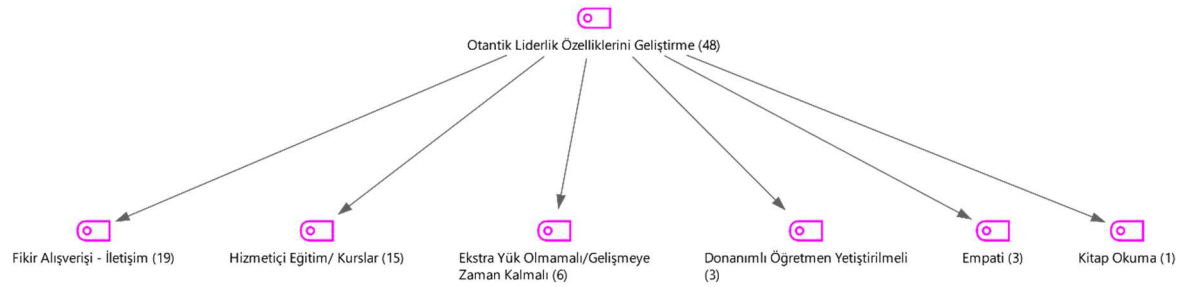 Otantik Liderlik Özelliklerini Geliştirme (48)
Fikir Alışverişi - İletişim (19)
Hizmetiçi Eğitim/ Kurslar (15)
Ekstra Yük Olmamalı/Gelişmeye
Zaman Kalmalı (6)
Donanımlı Öğretmen Yetiştirilmeli
(3)
Empati (3)
Kitap Okuma (1)